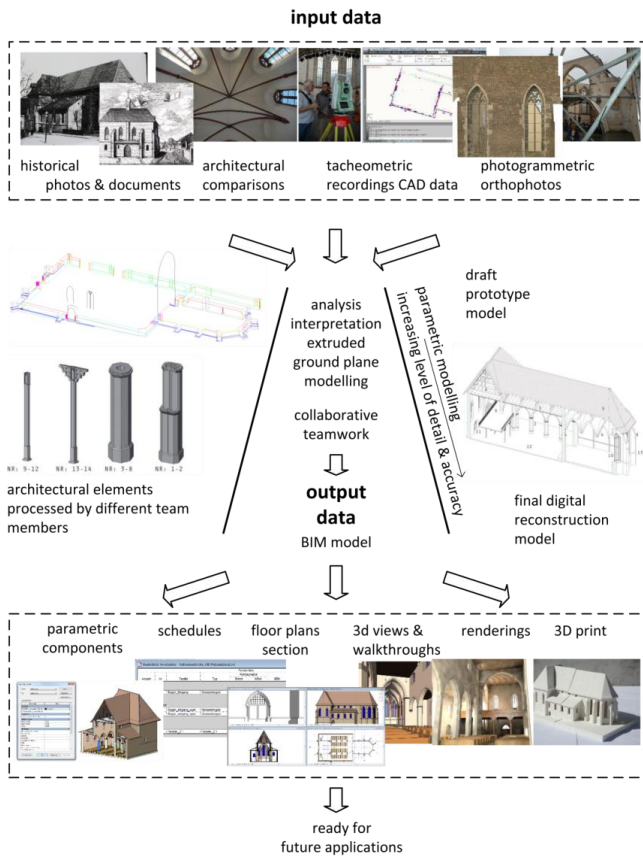 input data
historical
photos & documents
architectural
comparisons
tacheometric
recordings CAD data
photogrammetric
orthophotos
analysis
interpretation
extruded
ground plane
modelling
collaborative
teamwork
parametric modelling
increasing level of detail & accuracy
draft
prototype
model
NR: 9-12
NR: 13-14
NR: 3-8
NR: 1-2
architectural elements
processed by different team
members
output
data
BIM model
final digital
reconstruction
model
parametric
components
schedules
floor plans
section
3d views &
walkthroughs
renderings
3D print
ready for
future applications